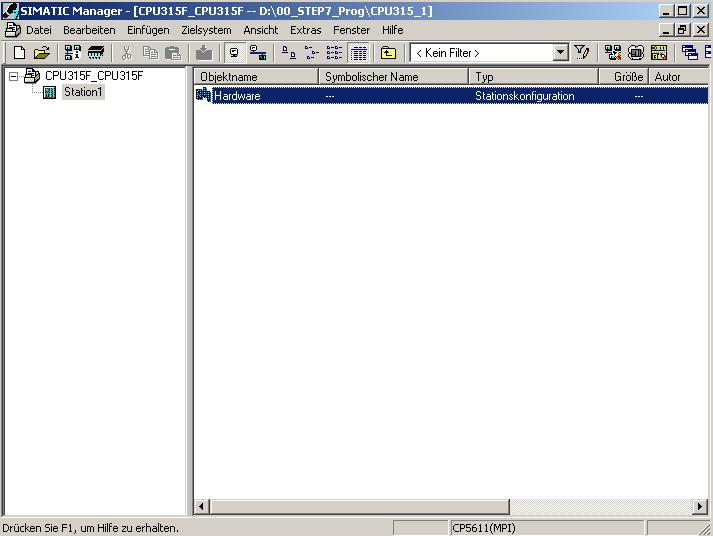 SIMATIC Manager - [CPU315F_CPU315F -- D:\00_STEP7_Prog\CPU315_1]
Datei Bearbeiten Einfügen Zielsystem Ansicht Extras Fenster Hilfe
< Kein Filter >
CPU315F_CPU315F
Station1
Objektname Symbolischer Name Typ Größe Autor
Hardware --- Stationskonfiguration ---
Drücken Sie F1, um Hilfe zu erhalten. CP5611(MPI)